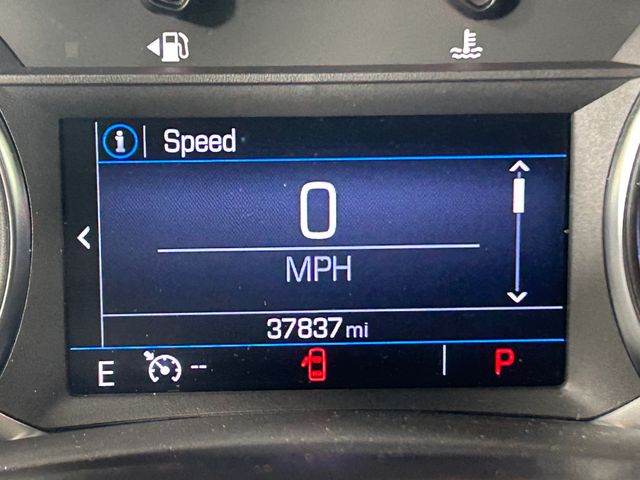 i Speed
0
MPH
37837 mi
E -- P